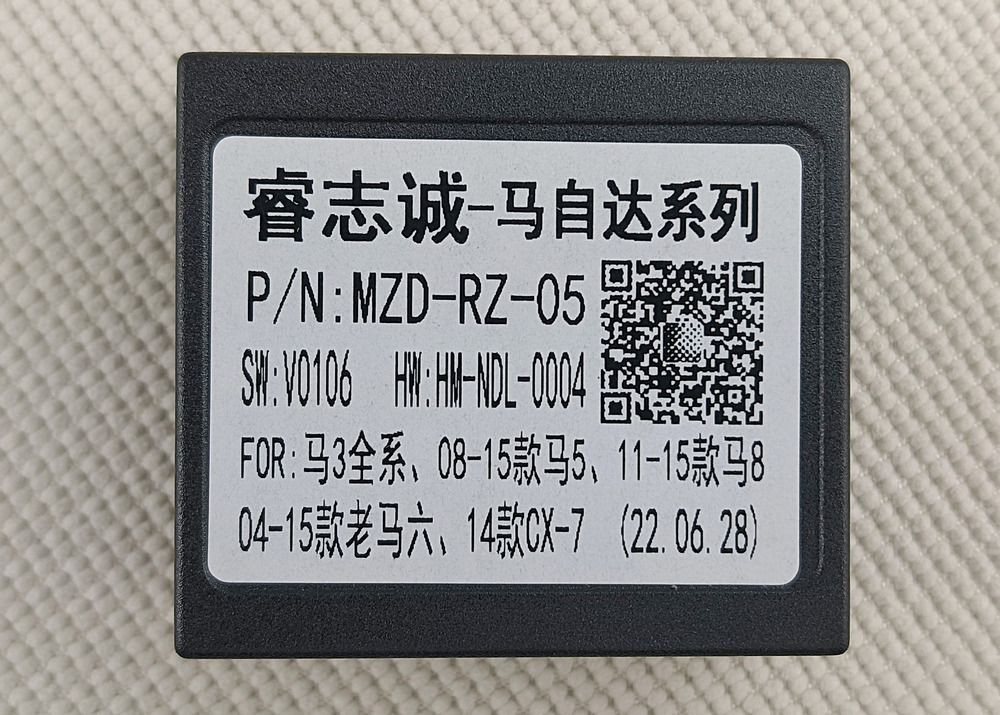 睿志诚-马自达系列
P/N:MZD-RZ-05
SW:V0106 HW:HM-NDL-0004
FOR:马3全系、08-15款马5、11-15款马8
04-15款老马六、14款CX-7 (22.06.28)